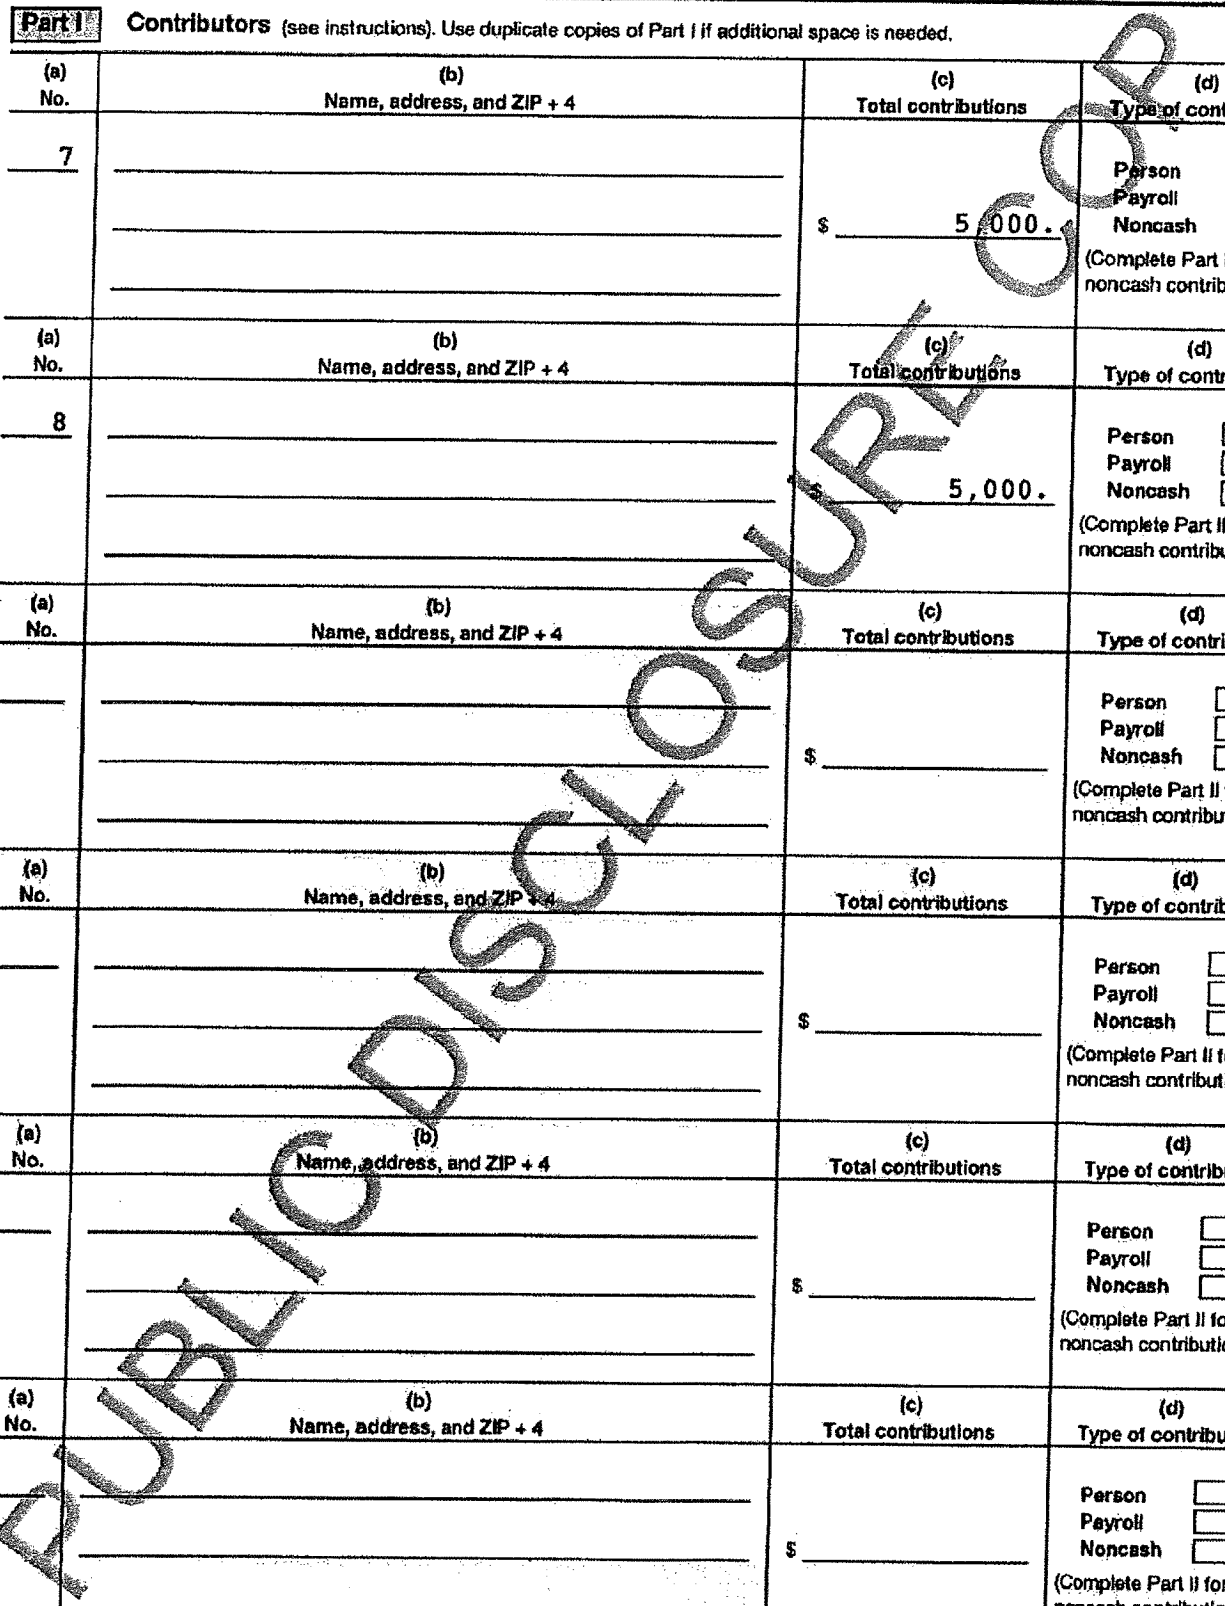 Part I Contributors (see instructions). Use duplicate copies of Part I if additional space is needed.
(a) (b) (c) (d)
No. Name, address, and ZIP + 4 Total contributions Type of cont
7
Person
Payroll
$ 5,000. Noncash
(Complete Part
noncash contrib
(a) (b) (c) (d)
No. Name, address, and ZIP + 4 Total contributions Type of contr
8
Person
Payroll
$ 5,000. Noncash
(Complete Part II
noncash contribu
(a) (b) (c) (d)
No. Name, address, and ZIP + 4 Total contributions Type of contri
Person
Payroll
$ Noncash
(Complete Part II
noncash contribu
(a) (b) (c) (d)
No. Name, address, and ZIP + 4 Total contributions Type of contrib
Person
Payroll
$ Noncash
(Complete Part II f
noncash contribut
(a) (b) (c) (d)
No. Name, address, and ZIP + 4 Total contributions Type of contrib
Person
Payroll
$ Noncash
(Complete Part II fo
noncash contributi
(a) (b) (c) (d)
No. Name, address, and ZIP + 4 Total contributions Type of contribu
Person
Payroll
$ Noncash
(Complete Part II for
PUBLIC DISCLOSURE COP